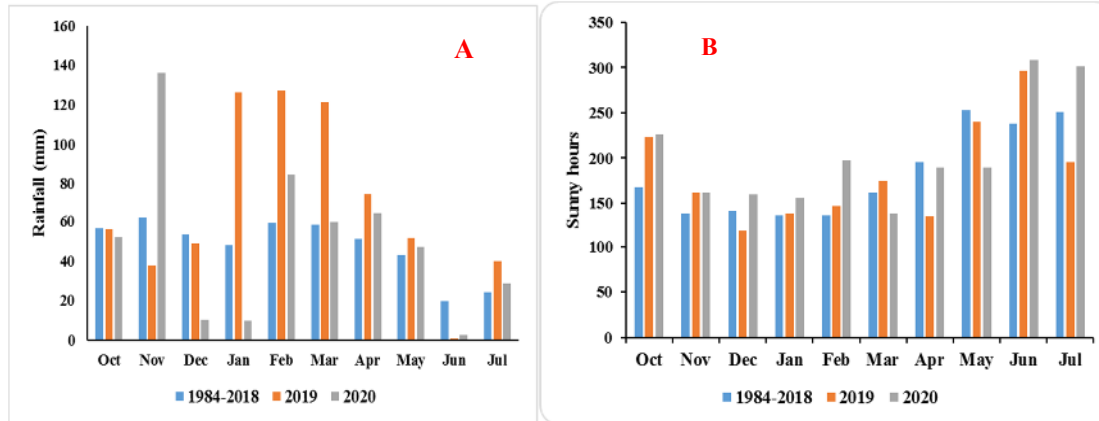 A
Rainfall (mm)
160
140
120
100
80
60
40
20
0
Oct Nov Dec Jan Feb Mar Apr May Jun Jul
1984-2018 2019 2020
B
Sunny hours
350
300
250
200
150
100
50
0
Oct Nov Dec Jan Feb Mar Apr May Jun Jul
1984-2018 2019 2020